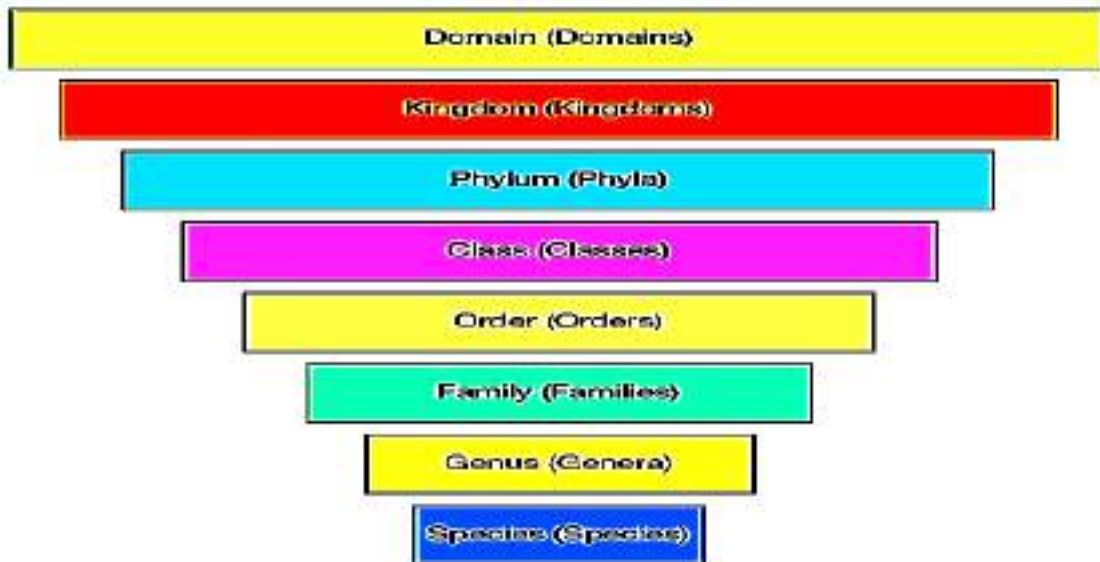 Domain (Domains)
Kingdom (Kingdoms)
Phylum (Phyla)
Class (Classes)
Order (Orders)
Family (Families)
Genus (Genera)
Species (Species)